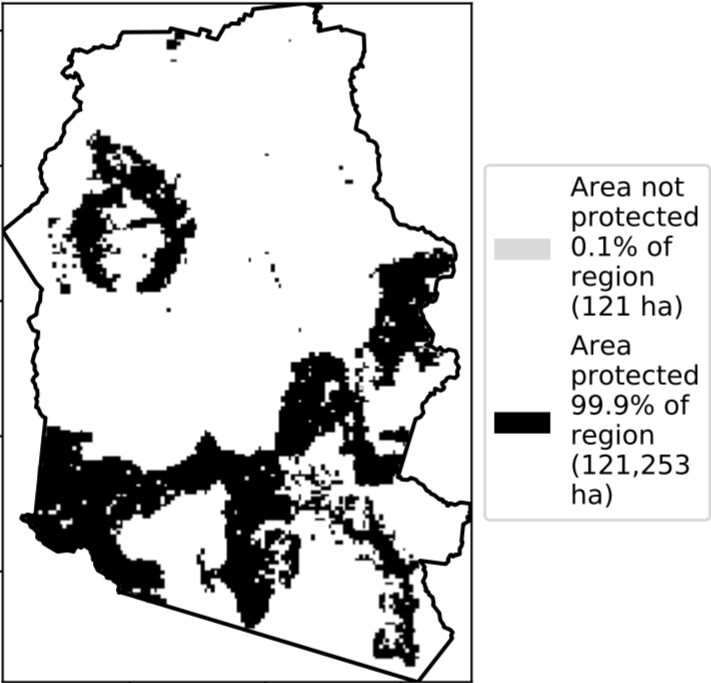 Area not
protected
0.1% of
region
(121 ha)
Area
protected
99.9% of
region
(121,253
ha)